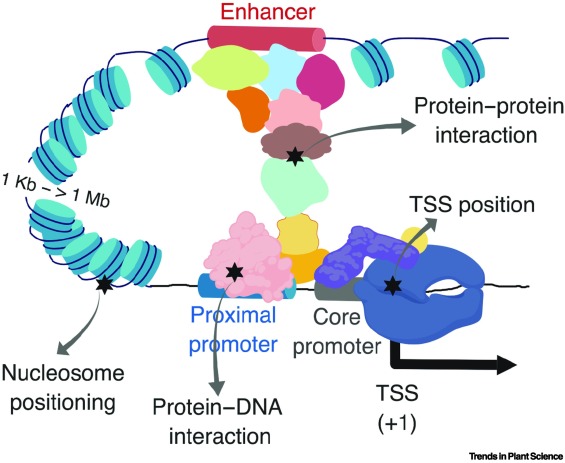 Enhancer
Protein–protein
interaction
1 Kb – > 1 Mb
TSS position
Proximal
promoter
Core
promoter
Nucleosome
positioning
Protein–DNA
interaction
TSS
(+1)
Trends in Plant Science